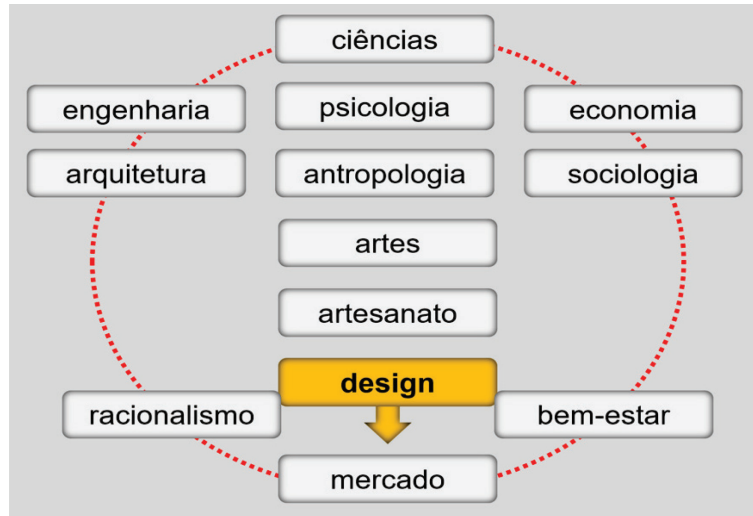 ciências
engenharia
psicologia
economia
arquitetura
antropologia
sociologia
artes
artesanato
design
racionalismo
bem-estar
mercado